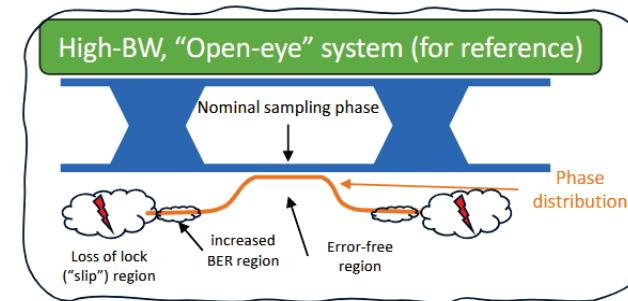 High-BW, “Open-eye” system (for reference)
Nominal sampling phase
Phase
distribution
Loss of lock
(“slip”) region
increased
BER region
Error-free
region